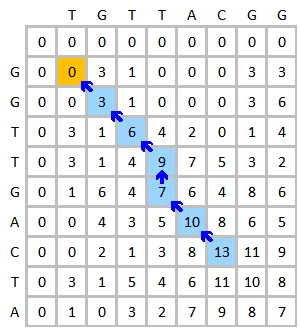 T G T T A C G G
0 0 0 0 0 0 0 0 0
G 0 0 3 1 0 0 0 3 3
G 0 0 3 1 0 0 0 3 6
T 0 3 1 6 4 2 0 1 4
T 0 3 1 4 9 7 5 3 2
G 0 1 6 4 7 6 4 8 6
A 0 0 4 3 5 10 8 6 5
C 0 0 2 1 3 8 13 11 9
T 0 3 1 5 4 6 11 10 8
A 0 1 0 3 2 7 9 8 7